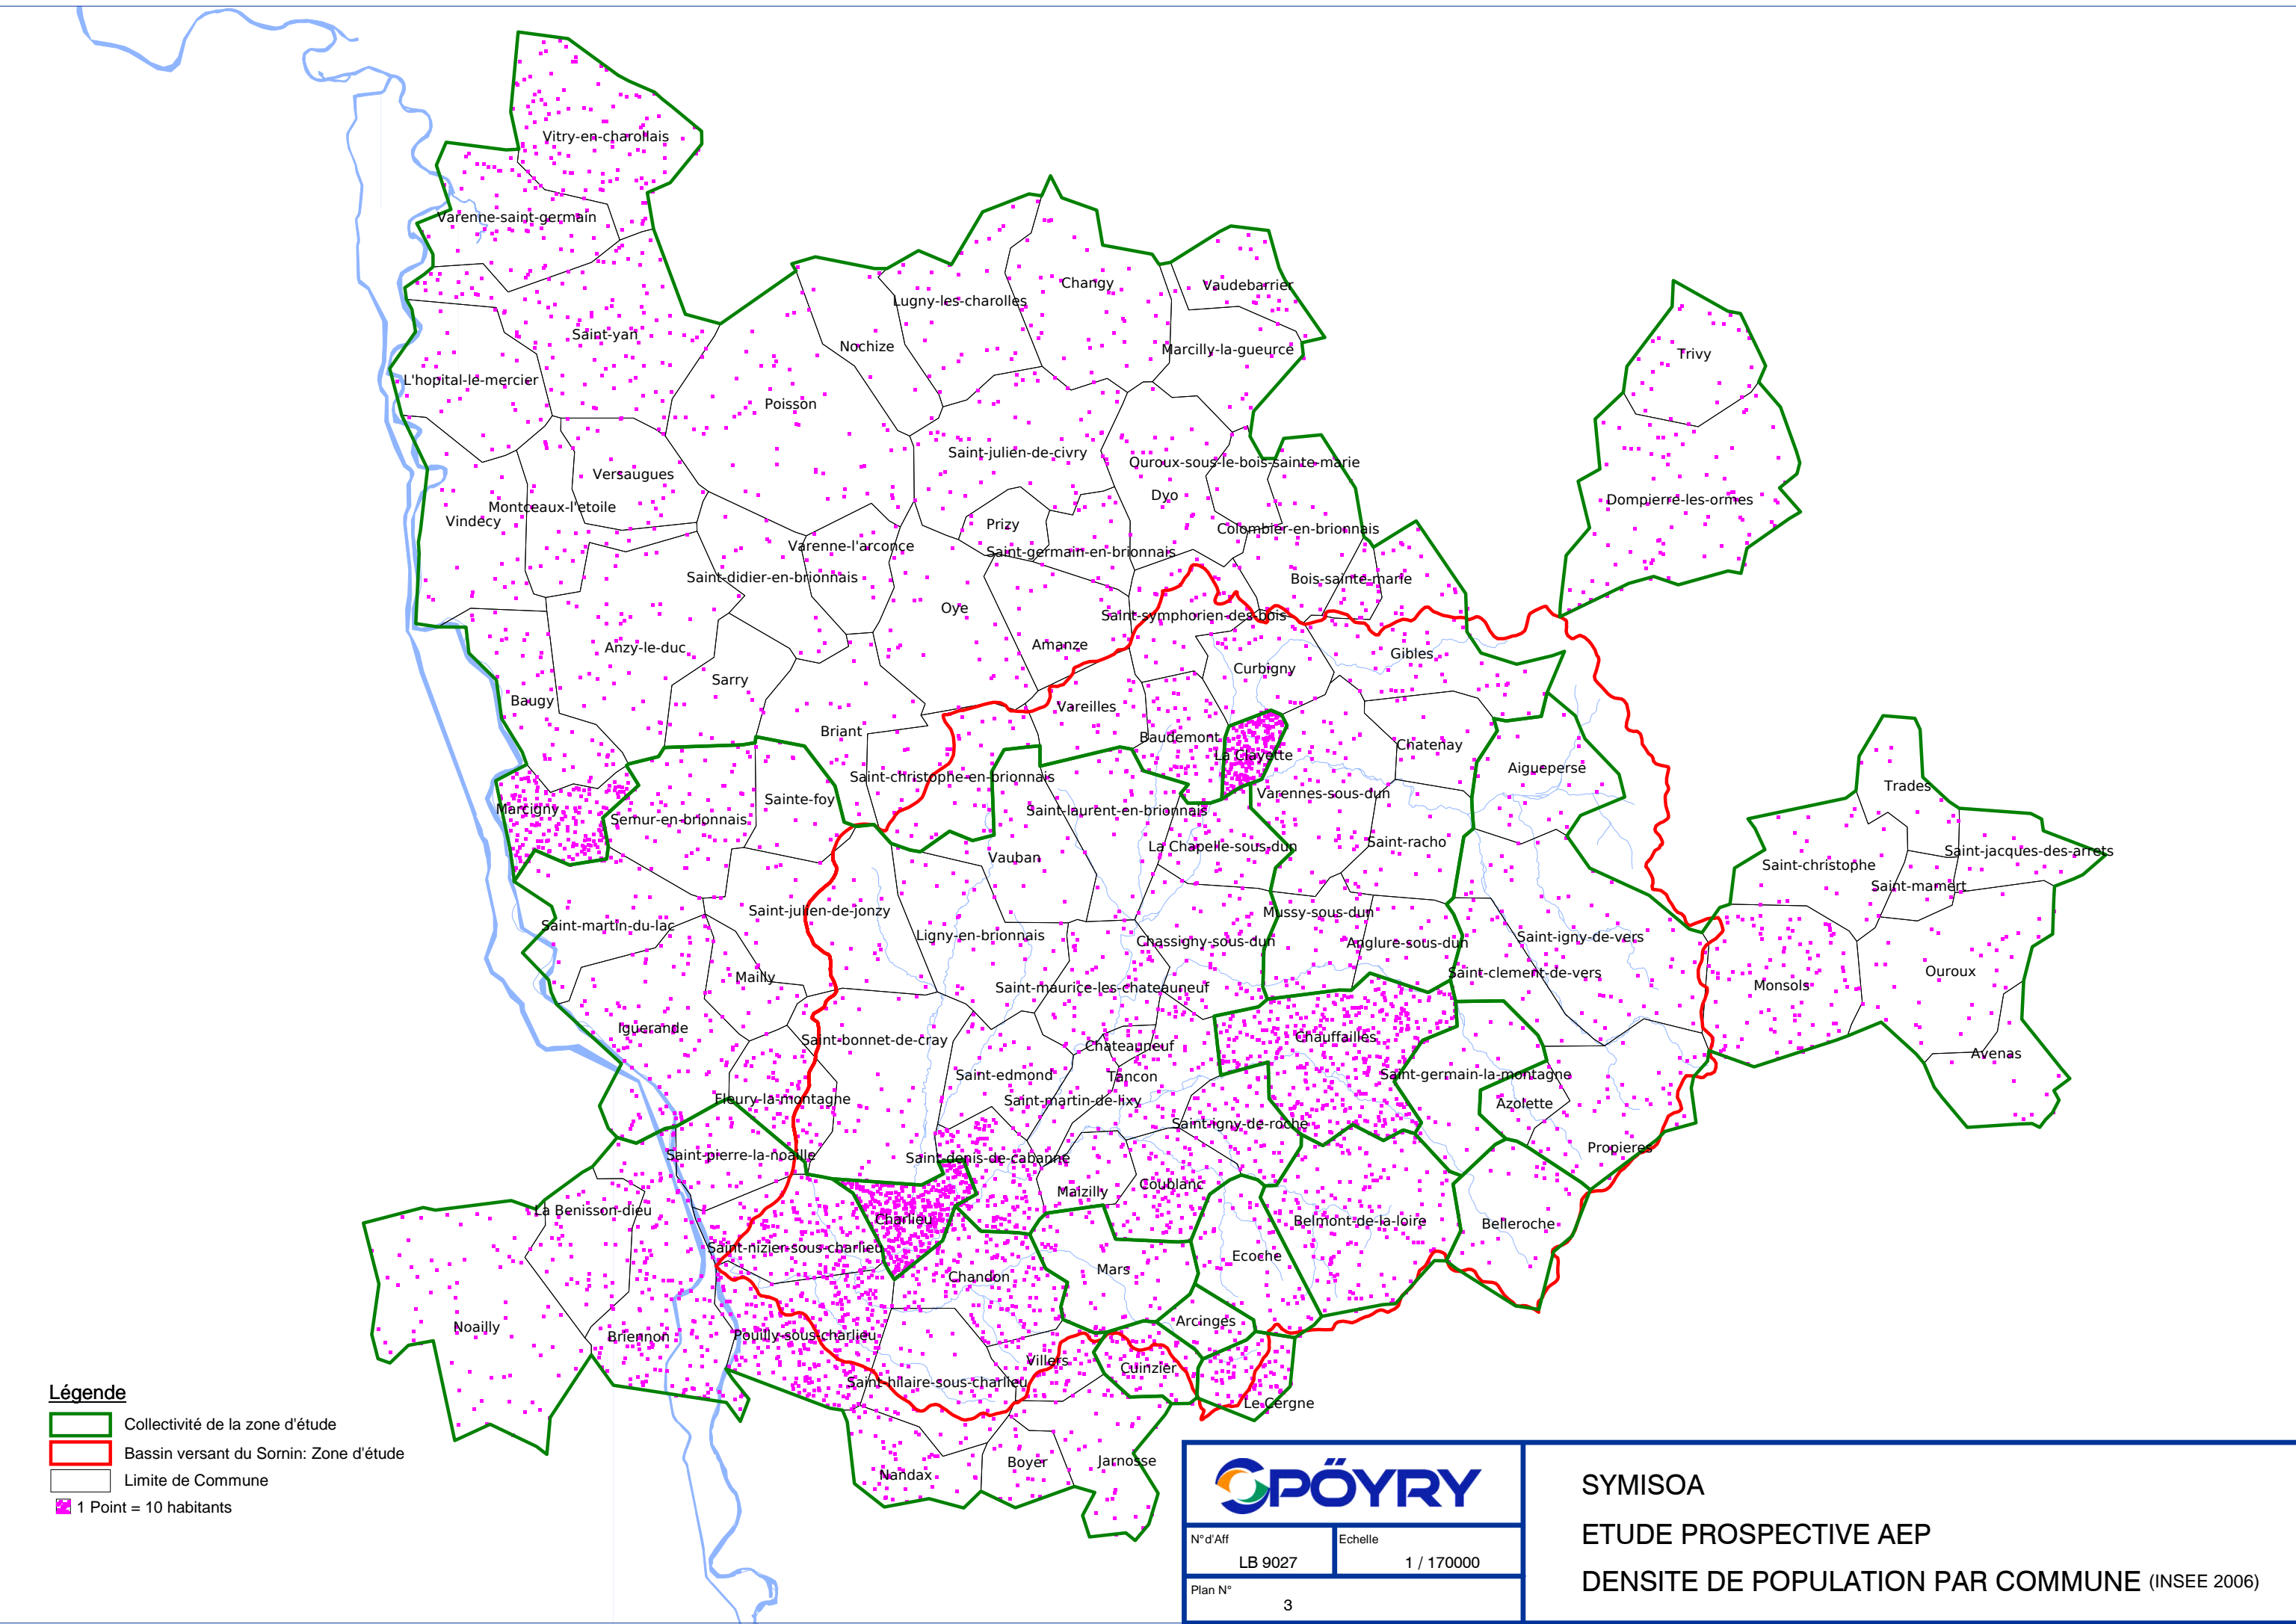 Vitry-en-charollais
Varenne-saint-germain
Changy
Vaudebarrier
Lugny-les-charolles
Saint-yan
Nochize
Marcilly-la-gueurce
Trivy
L'hopital-le-mercier
Poisson
Saint-julien-de-civry
Ouroux-sous-le-bois-sainte-marie
Versaugues
Dyo
Dompierre-les-ormes
Montceaux-l'etoile
Vindecy
Prizy
Colombier-en-brionnais
Varenne-l'arconce
Saint-germain-en-brionnais
Saint-didier-en-brionnais
Bois-sainte-marie
Oye
Saint-symphorien-des-bois
Anzy-le-duc
Amanze
Gibles
Curbigny
Sarry
Baugy
Vareilles
Briant
Baudemont
Chatenay
La Clayette
Aigueperse
Saint-christophe-en-brionnais
Trades
Varennes-sous-dun
Sainte-foy
Marcigny
Saint-laurent-en-brionnais
Semur-en-brionnais
Saint-racho
La Chapelle-sous-dun
Saint-jacques-des-arrets
Vauban
Saint-christophe
Saint-mamert
Saint-julien-de-jonzy
Mussy-sous-dun
Saint-martin-du-lac
Ligny-en-brionnais
Chassigny-sous-dun
Anglure-sous-dun
Saint-igny-de-vers
Saint-clement-de-vers
Ouroux
Mailly
Saint-maurice-les-chateauneuf
Monsols
Iguerande
Chauffailles
Saint-bonnet-de-cray
Chateauneuf
Avenas
Saint-edmond
Tancon
Saint-germain-la-montagne
Fleury-la-montagne
Saint-martin-de-lixy
Azolette
Saint-igny-de-roche
Propieres
Saint-pierre-la-noaille
Saint-denis-de-cabanne
Maizilly
Coublanc
La Benisson-dieu
Charlieu
Belmont-de-la-loire
Belleroche
Saint-nizier-sous-charlieu
Ecoche
Mars
Chandon
Arcinges
Noailly
Briennon
Pouilly-sous-charlieu
Villers
Cuinzier
Saint-hilaire-sous-charlieu
Le Cergne
Nandax
Boyer
Jarnosse
Légende
Collectivité de la zone d'étude
Bassin versant du Sornin: Zone d'étude
Limite de Commune
1 Point = 10 habitants
PÖYRY
N°d'Aff
LB 9027
Echelle
1 / 170000
Plan N°
3
SYMISOA
ETUDE PROSPECTIVE AEP
DENSITE DE POPULATION PAR COMMUNE (INSEE 2006)